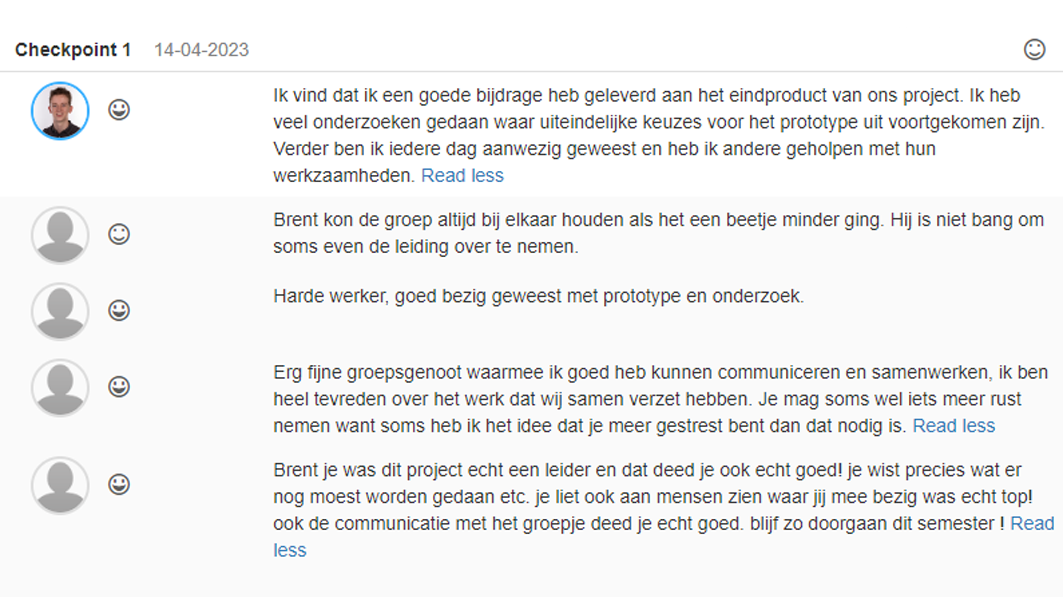 Checkpoint 1 14-04-2023
Ik vind dat ik een goede bijdrage heb geleverd aan het eindproduct van ons project. Ik heb
veel onderzoeken gedaan waar uiteindelijke keuzes voor het prototype uit voortgekomen zijn.
Verder ben ik iedere dag aanwezig geweest en heb ik andere geholpen met hun
werkzaamheden. Read less
Brent kon de groep altijd bij elkaar houden als het een beetje minder ging. Hij is niet bang om
soms even de leiding over te nemen.
Harde werker, goed bezig geweest met prototype en onderzoek.
Erg fijne groepsgenoot waarmee ik goed heb kunnen communiceren en samenwerken, ik ben
heel tevreden over het werk dat wij samen verzet hebben. Je mag soms wel iets meer rust
nemen want soms heb ik het idee dat je meer gestrest bent dan dat nodig is. Read less
Brent je was dit project echt een leider en dat deed je ook echt goed! je wist precies wat er
nog moest worden gedaan etc. je liet ook aan mensen zien waar jij mee bezig was echt top!
ook de communicatie met het groepje deed je echt goed. blijf zo doorgaan dit semester ! Read
less